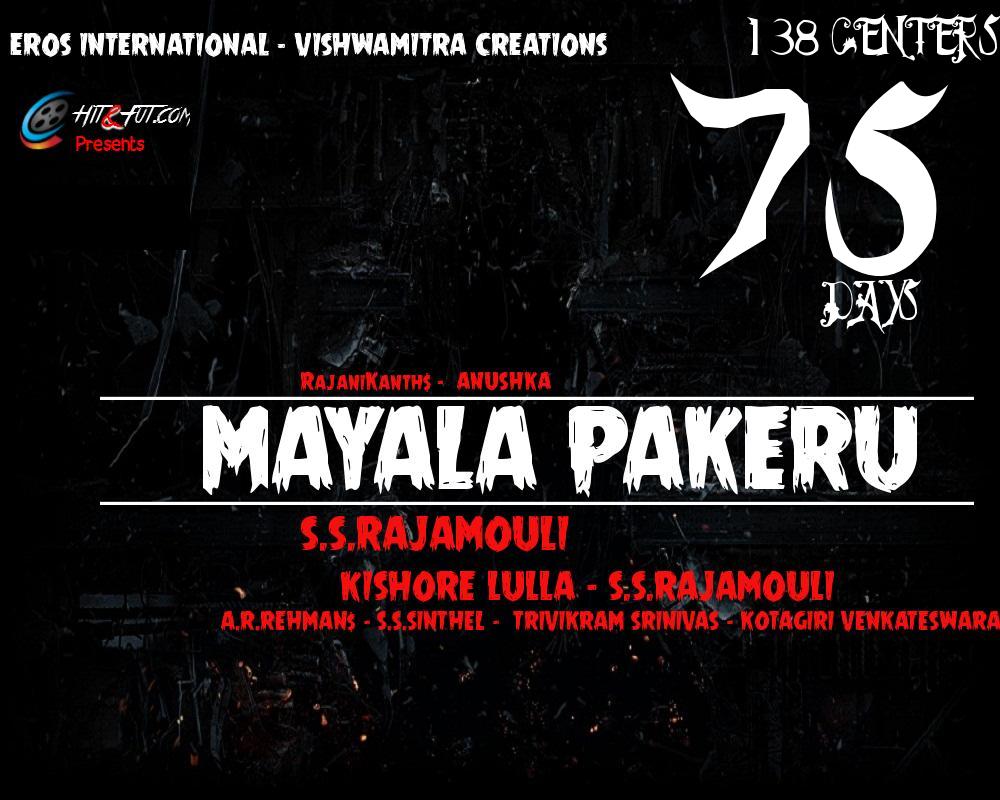 EROS INTERNATIONAL - VISHWAMITRA CREATIONS
138 CENTERS
HIT&FUT.COM
Presents
75
DAYS
RAJANIKANTH$ - ANUSHKA
MAYALA PAKERU
S.S.RAJAMOULI
KISHORE LULLA - S.S.RAJAMOULI
A.R.REHMAN$ - S.S.SINTHEL - TRIVIKRAM SRINIVAS - KOTAGIRI VENKATESWARA